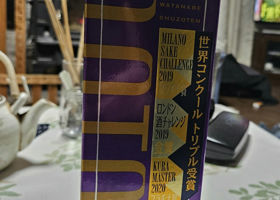 WATANABE
SHUZOTEN
世界コンクールトリプル受賞
MILANO
SAKE
CHALLENGE
2019
ロンドン
酒チャレンジ
2019
KURA
MASTER
2020